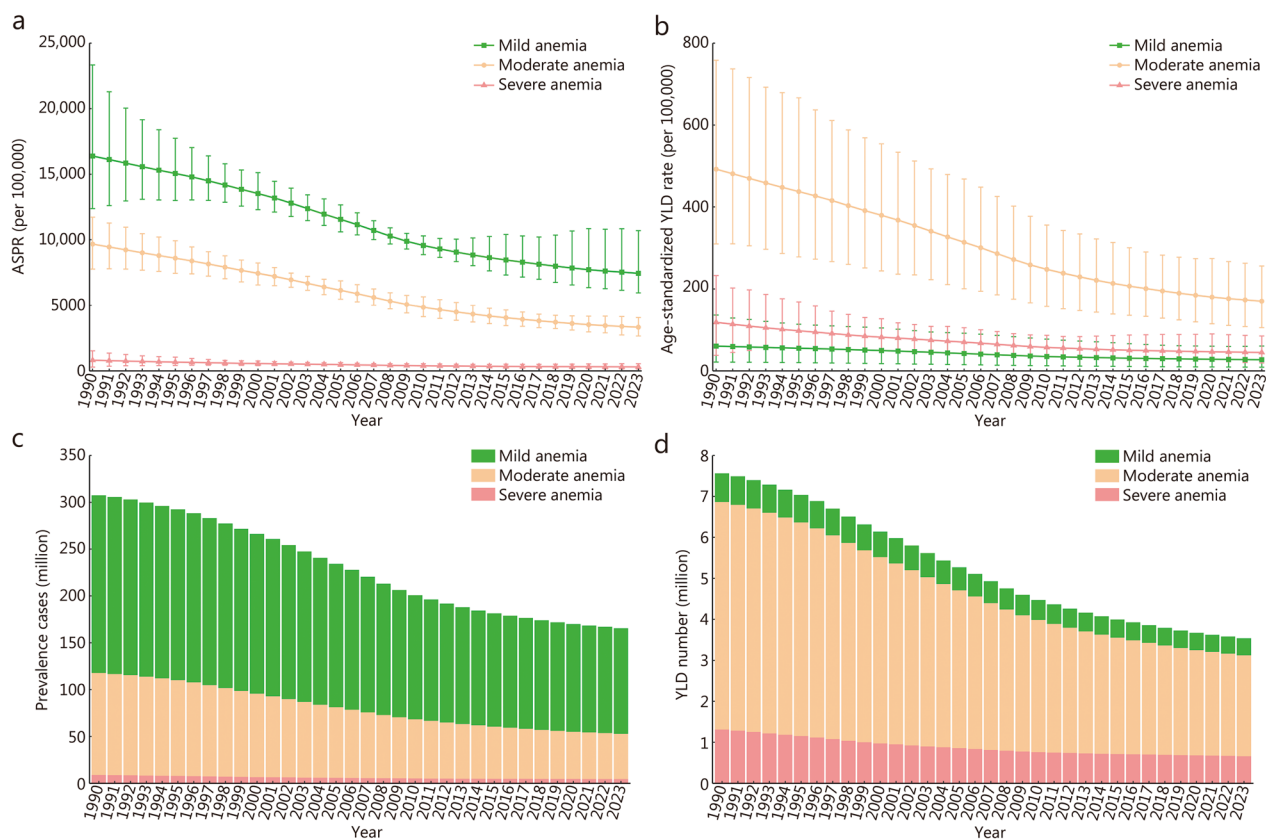 a
25,000
20,000
15,000
10,000
5000
0
ASPR (per 100,000)
Mild anemia
Moderate anemia
Severe anemia
1990 1991 1992 1993 1994 1995 1996 1997 1998 1999 2000 2001 2002 2003 2004 2005 2006 2007 2008 2009 2010 2011 2012 2013 2014 2015 2016 2017 2018 2019 2020 2021 2022 2023
Year
b
800
600
400
200
0
Age-standardized YLD rate (per 100,000)
Mild anemia
Moderate anemia
Severe anemia
1990 1991 1992 1993 1994 1995 1996 1997 1998 1999 2000 2001 2002 2003 2004 2005 2006 2007 2008 2009 2010 2011 2012 2013 2014 2015 2016 2017 2018 2019 2020 2021 2022 2023
Year
c
350
300
250
200
150
100
50
0
Prevalence cases (million)
Mild anemia
Moderate anemia
Severe anemia
1990 1991 1992 1993 1994 1995 1996 1997 1998 1999 2000 2001 2002 2003 2004 2005 2006 2007 2008 2009 2010 2011 2012 2013 2014 2015 2016 2017 2018 2019 2020 2021 2022 2023
Year
d
8
7
6
5
4
3
2
1
0
YLD number (million)
Mild anemia
Moderate anemia
Severe anemia
1990 1991 1992 1993 1994 1995 1996 1997 1998 1999 2000 2001 2002 2003 2004 2005 2006 2007 2008 2009 2010 2011 2012 2013 2014 2015 2016 2017 2018 2019 2020 2021 2022 2023
Year